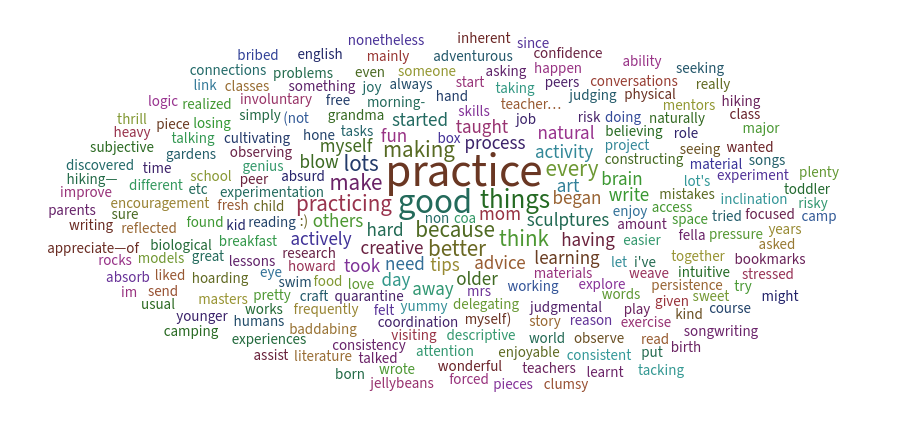 nonetheless inherent since
bribed english mainly adventurous confidence ability
connections problems even someone asking happen seeking
link classes something joy always start taking peers conversations really
logic realized involuntary free morning- hand teacher… judging physical mentors hiking
thrill piece losing simply (not grandma started skills job risk doing naturally class
heavy talking cultivating hone tasks fun box taught natural believing role major
subjective gardens observing myself making process activity project seeing wanted
discovered time genius absurd blow lots practice every constructing material songs
hiking— different school peer make art brain lot's experiment plenty
improve etc experimentation write mistakes inclination toddler
encouragement fresh child practicing good things began enjoy access risky
parents sure found kid reading :) others non coa mom sculptures amount space tried focused camp
writing reflected hard because think having easier fella pressure years
appreciate—of biological breakfast actively creative better learning let i've together asked
rocks models great lessons research howard took need tips advice materials weave intuitive bookmarks
absorb liked hoarding eye swim food love day away older working explore persistence stressed
im send masters pretty craft quarantine yummy mrs delegating words given sweet try
usual works frequently felt judgmental play kind course might
younger humans baddabing coordination myself) story reason exercise songwriting
camping experiences consistency visiting descriptive world observe read birth
assist literature talked attention enjoyable consistent put
born wrote wonderful teachers learnt tacking
jellybeans forced pieces clumsy